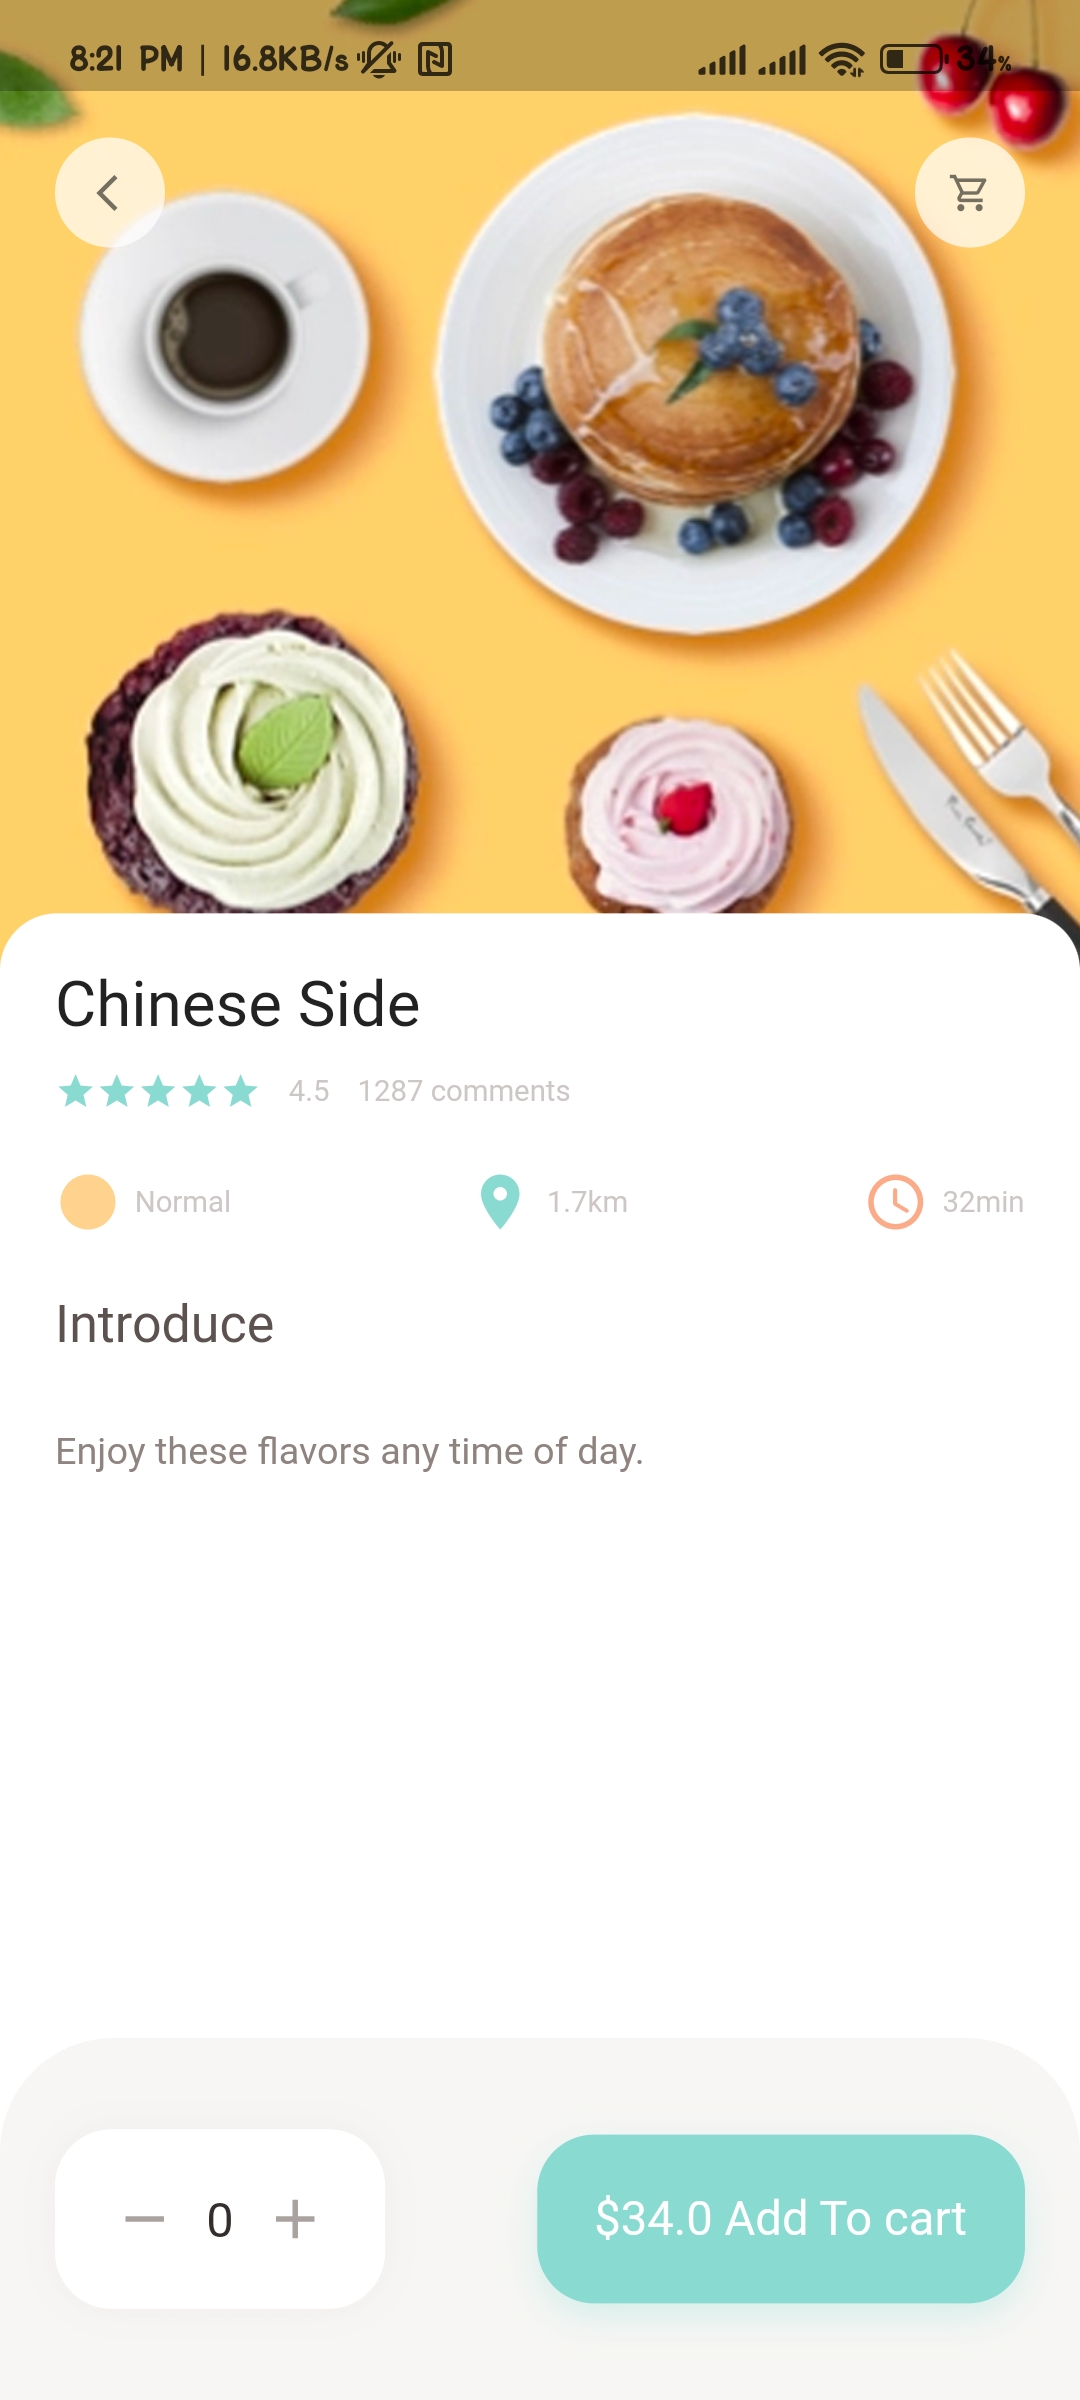 8:21 PM | 16.8KB/s
34%
Chinese Side
4.5 1287 comments
Normal 1.7km 32min
Introduce
Enjoy these flavors any time of day.
0 $34.0 Add To cart